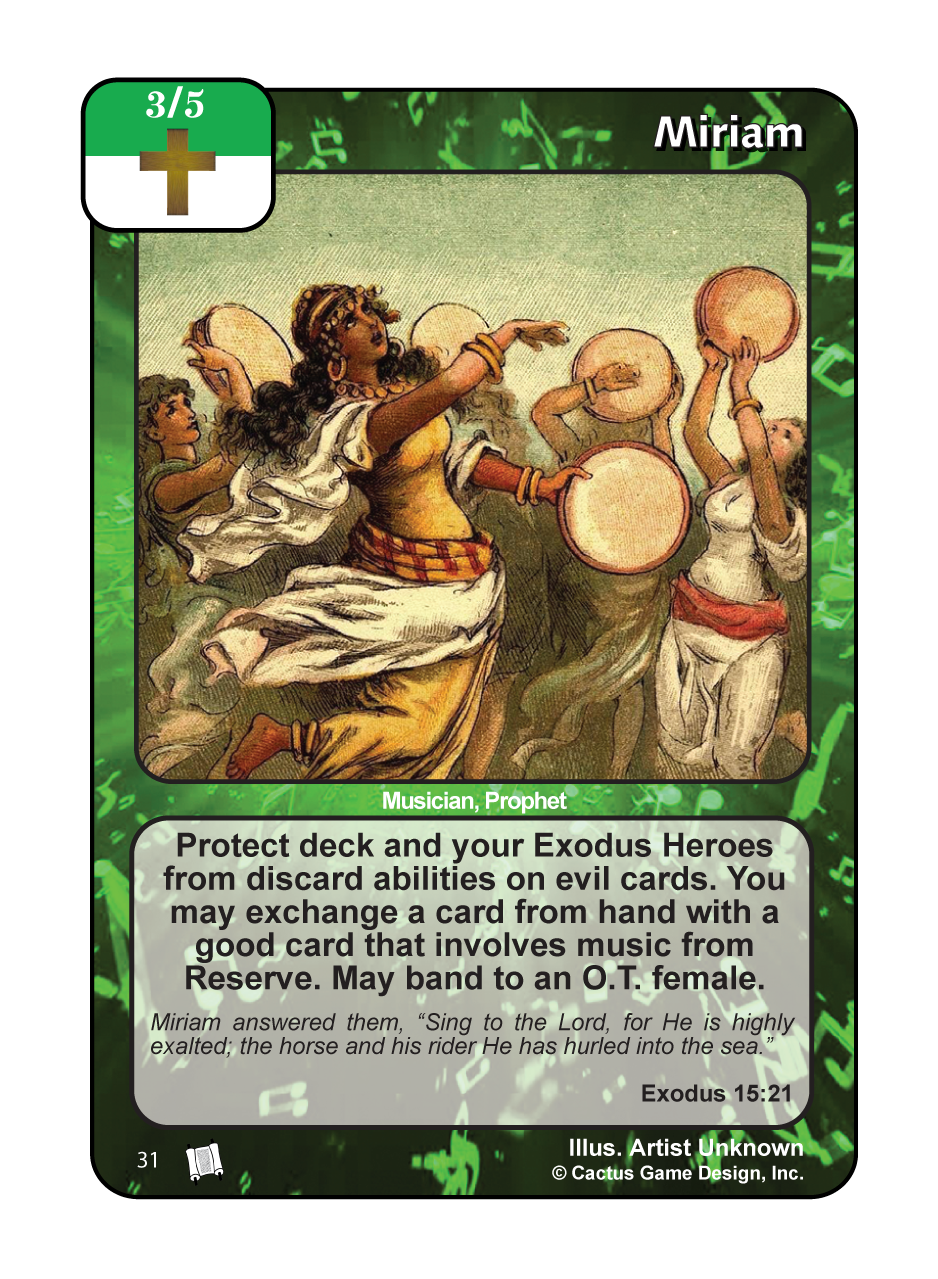 3/5
Miriam
Musician, Prophet
Protect deck and your Exodus Heroes
from discard abilities on evil cards. You
may exchange a card from hand with a
good card that involves music from
Reserve. May band to an O.T. female.
Miriam answered them, “Sing to the Lord, for He is highly
exalted; the horse and his rider He has hurled into the sea.”
Exodus 15:21
31
Illus. Artist Unknown
© Cactus Game Design, Inc.